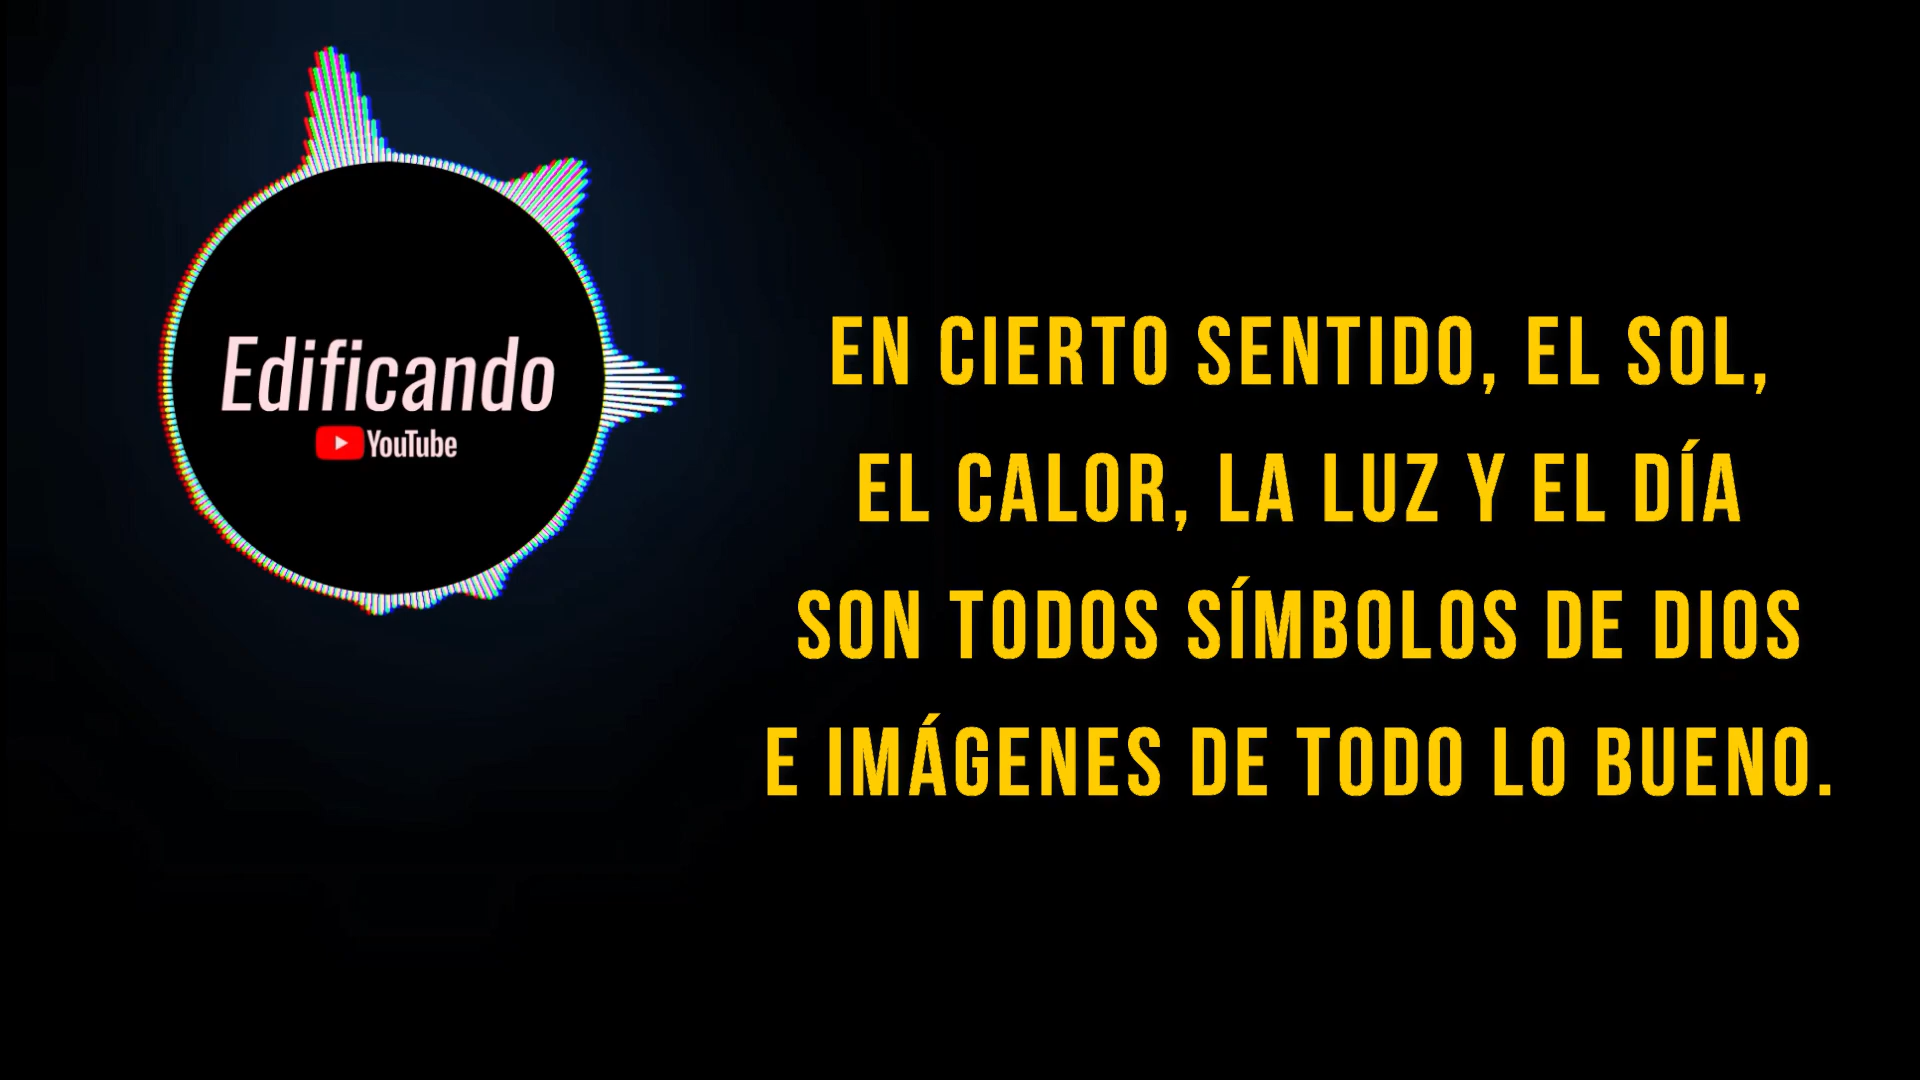 Edificando
YouTube
EN CIERTO SENTIDO, EL SOL,
EL CALOR, LA LUZ Y EL DÍA
SON TODOS SÍMBOLOS DE DIOS
E IMÁGENES DE TODO LO BUENO.